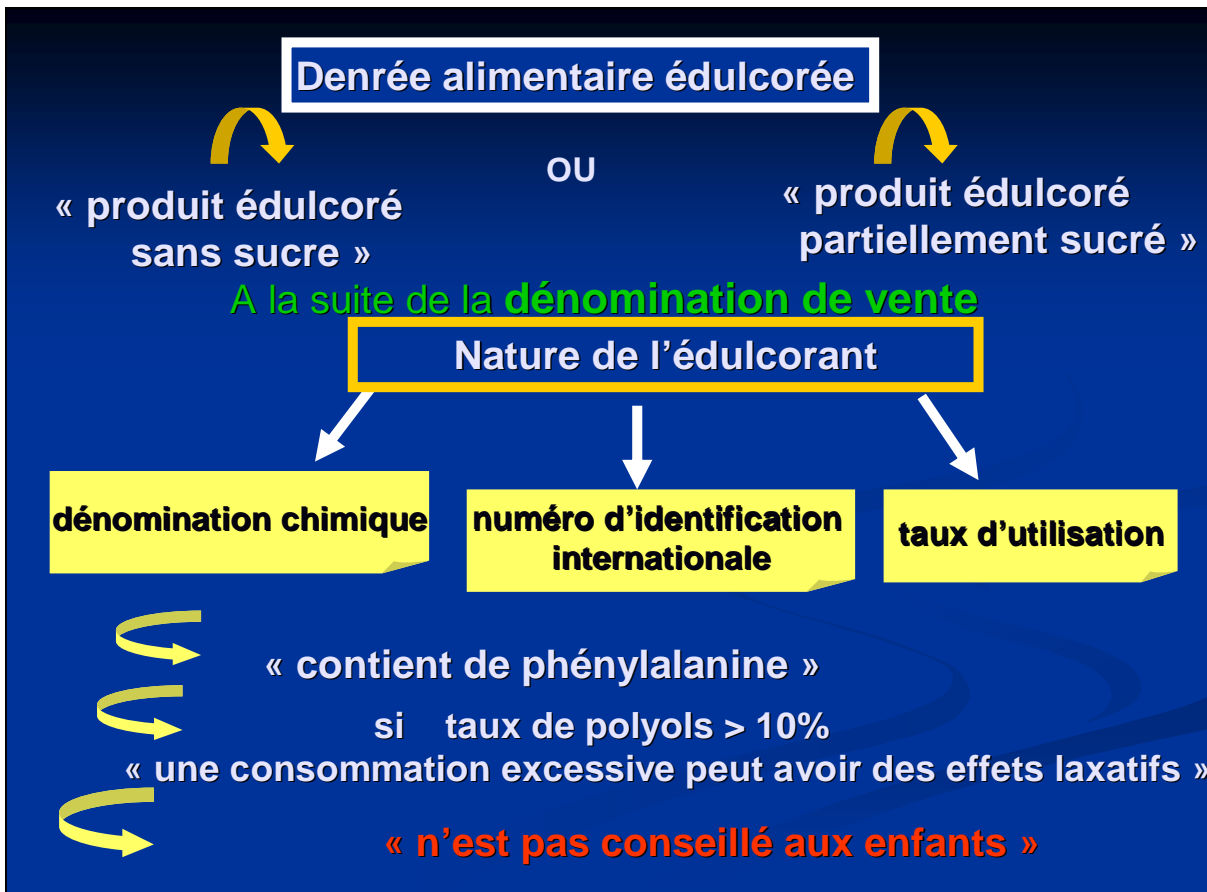 Denrée alimentaire édulcorée
OU
« produit édulcoré
sans sucre »
« produit édulcoré
partiellement sucré »
A la suite de la dénomination de vente
Nature de l’édulcorant
dénomination chimique
numéro d’identification
internationale
taux d’utilisation
« contient de phénylalanine »
si taux de polyols > 10%
« une consommation excessive peut avoir des effets laxatifs »
« n’est pas conseillé aux enfants »